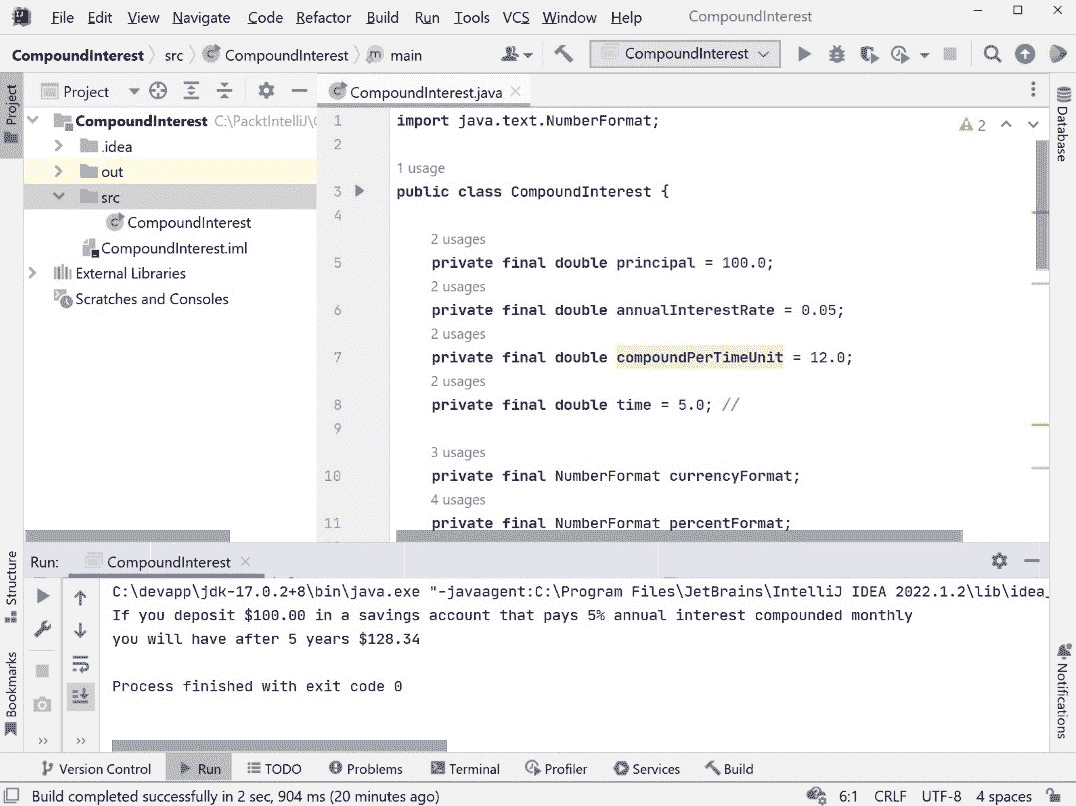 File Edit View Navigate Code Refactor Build Run Tools VCS Window Help CompoundInterest
CompoundInterest src CompoundInterest main CompoundInterest
Project CompoundInterest.java
Project
Database
CompoundInterest C:\PacktIntelliJ\
.idea
out
src
CompoundInterest
CompoundInterest.iml
External Libraries
Scratches and Consoles
2
1 import java.text.NumberFormat;
2
1 usage
3 public class CompoundInterest {
4
2 usages
5 private final double principal = 100.0;
2 usages
6 private final double annualInterestRate = 0.05;
2 usages
7 private final double compoundPerTimeUnit = 12.0;
2 usages
8 private final double time = 5.0; //
9
3 usages
10 private final NumberFormat currencyFormat;
4 usages
11 private final NumberFormat percentFormat;
Structure
Bookmarks
Notifications
Run: CompoundInterest
C:\devapp\jdk-17.0.2+8\bin\java.exe "-javaagent:C:\Program Files\JetBrains\IntelliJ IDEA 2022.1.2\lib\idea_
If you deposit $100.00 in a savings account that pays 5% annual interest compounded monthly
you will have after 5 years $128.34
Process finished with exit code 0
Version Control Run TODO Problems Terminal Profiler Services Build
Build completed successfully in 2 sec, 904 ms (20 minutes ago) 6:1 CRLF UTF-8 4 spaces